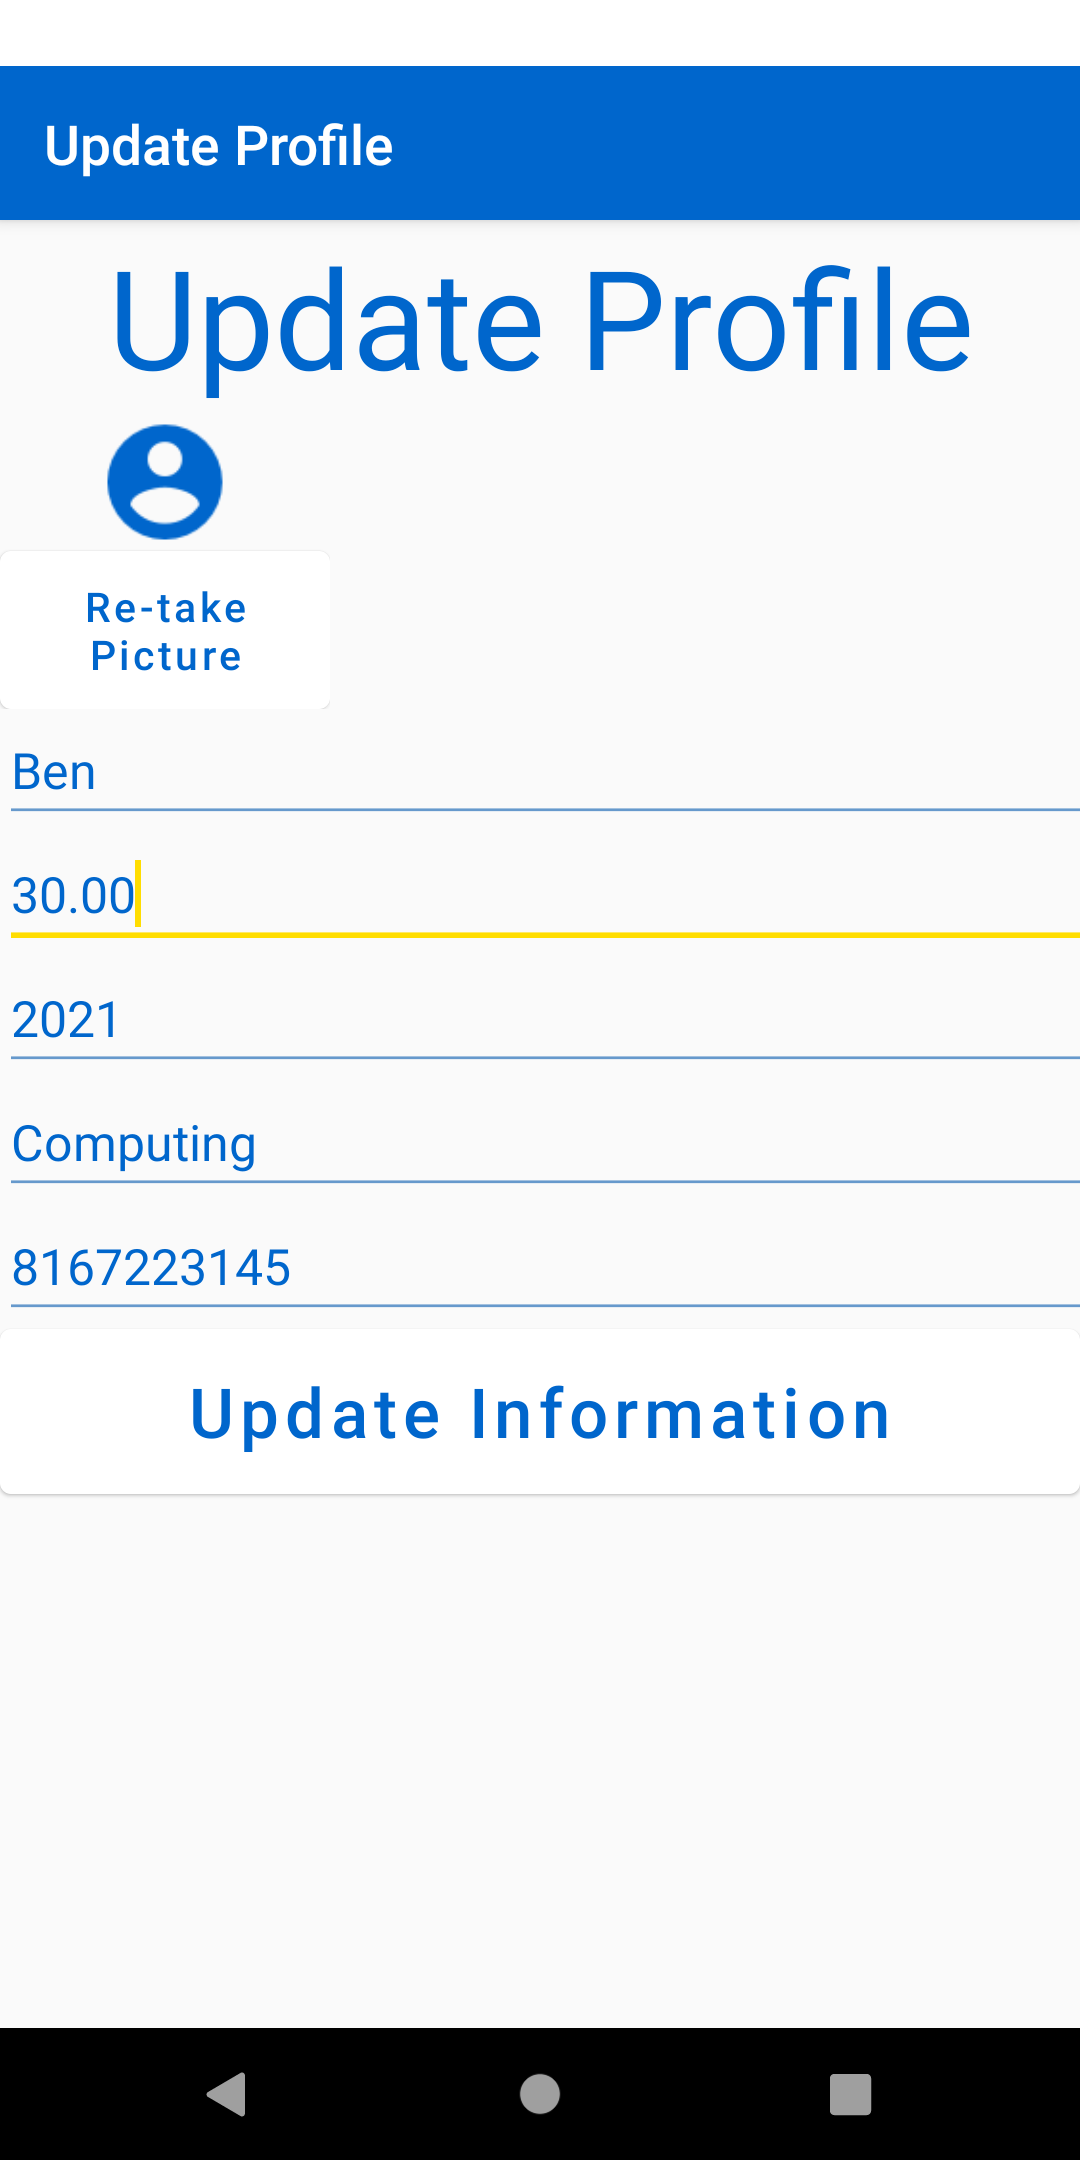 Update Profile
Update Profile
Re-take
Picture
Ben
30.00
2021
Computing
8167223145
Update Information